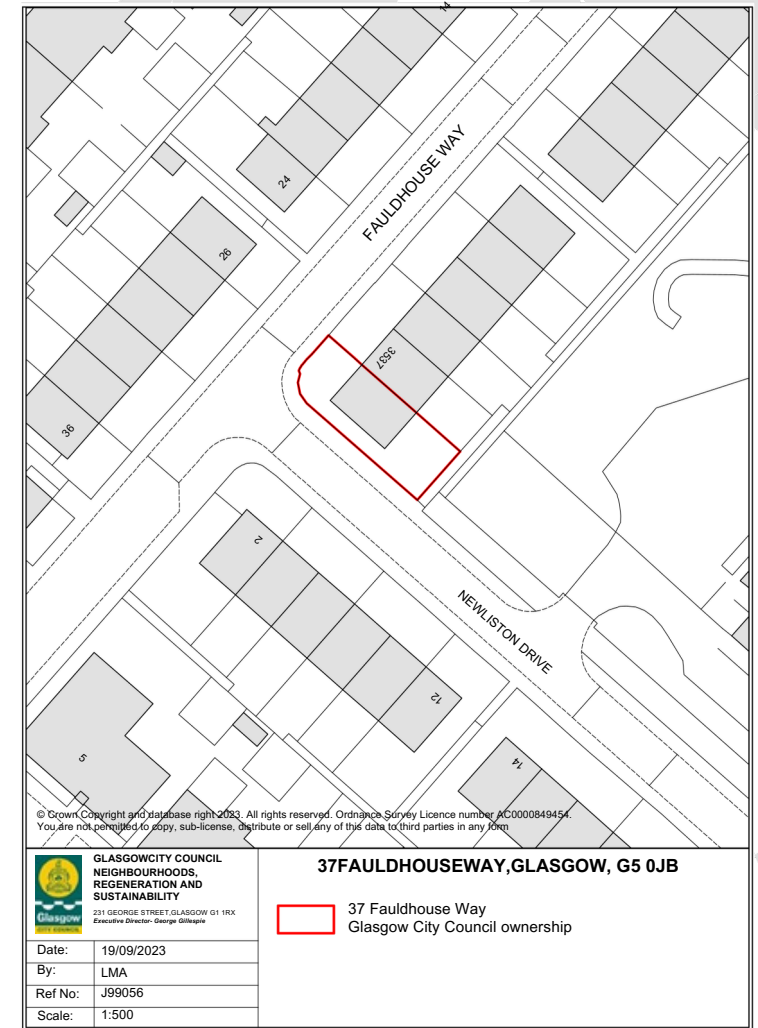 14
24
FAULDHOUSE WAY
26
3537
36
2
NEWLISTON DRIVE
12
14
5
© Crown Copyright and database right 2023. All rights reserved. Ordnance Survey Licence number AC0000849454.
You are not permitted to copy, sub-license, distribute or sell any of this data to third parties in any form
GLASGOWCITY COUNCIL
NEIGHBOURHOODS,
REGENERATION AND
SUSTAINABILITY
231 GEORGE STREET,GLASGOW G1 1RX
Executive Director- George Gillespie
Glasgow
CITY COUNCIL
37FAULDHOUSEWAY,GLASGOW, G5 0JB
37 Fauldhouse Way
Glasgow City Council ownership
Date: 19/09/2023
By: LMA
Ref No: J99056
Scale: 1:500